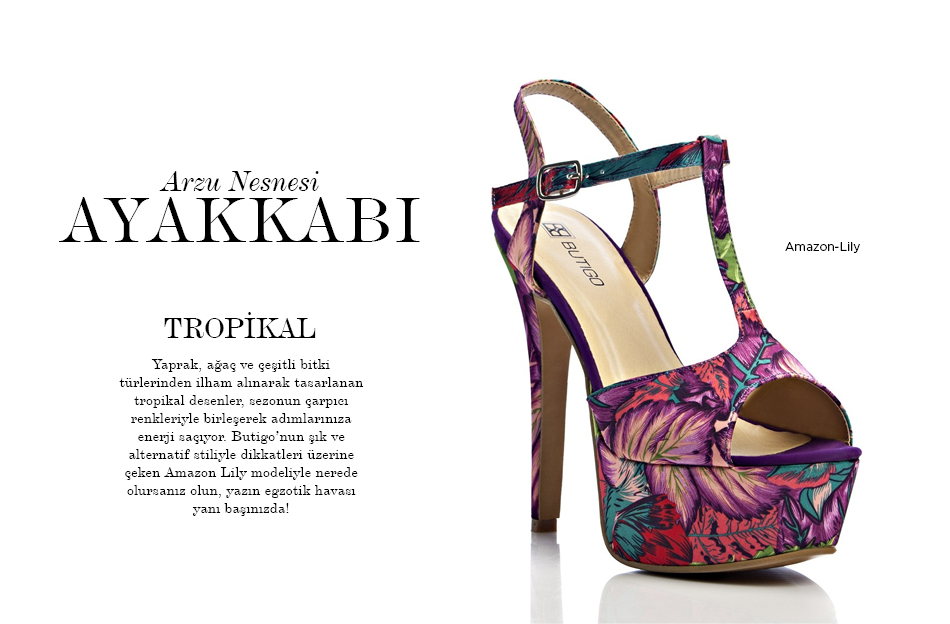 Arzu Nesnesi
AYAKKABI
TROPİKAL
Yaprak, ağaç ve çeşitli bitki
türlerinden ilham alınarak tasarlanan
tropikal desenler, sezonun çarpıcı
renkleriyle birleşerek adımlarınıza
enerji saçıyor. Butigo'nun şık ve
alternatif stiliyle dikkatleri üzerine
çeken Amazon Lily modeliyle nerede
olursanız olun, yazın egzotik havası
yanı başınızda!
BUTIGO
Amazon-Lily